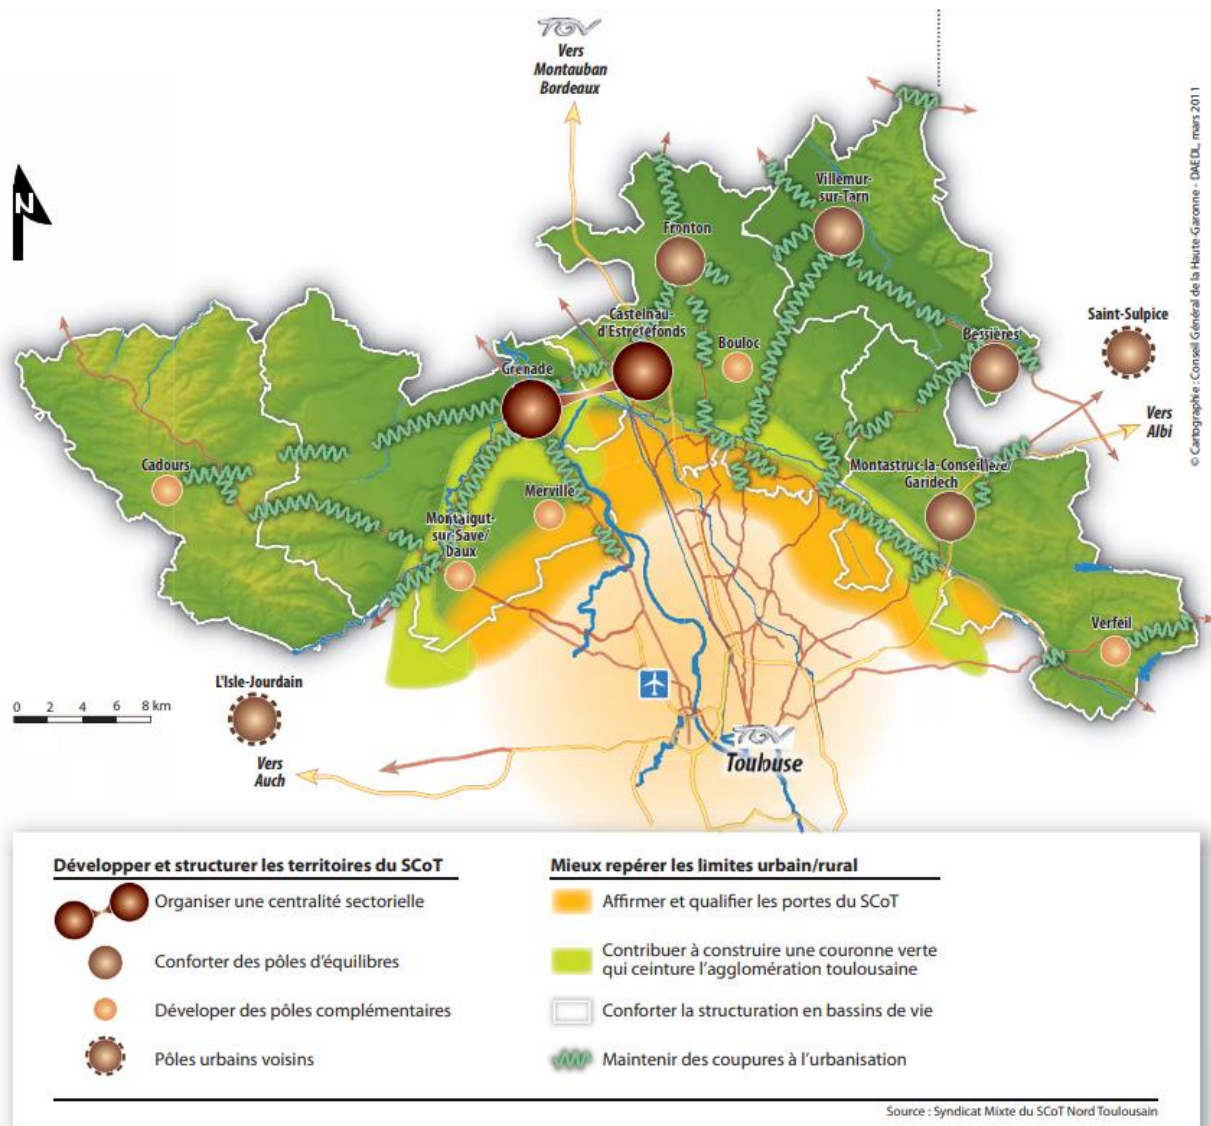 TGV
Vers
Montauban
Bordeaux
© Cartographie : Conseil Général de la Haute-Garonne - DAEDL, mars 2011
N
Villemur-
sur-Tarn
Fronton
Saint-Sulpice
Castelnau-
d'Estrétefonds
Bouloc
Bessières
Grenade
Vers
Albi
Cadours
Montastruc-la-Conseillère/
Garidech
Merville
Montaigut-
sur-Save/
Daux
Verfeil
L'Isle-Jourdain
0 2 4 6 8 km
TGV
Toulouse
Vers
Auch
Développer et structurer les territoires du SCoT
Organiser une centralité sectorielle
Conforter des pôles d'équilibres
Déveloper des pôles complémentaires
Pôles urbains voisins
Mieux repérer les limites urbain/rural
Affirmer et qualifier les portes du SCoT
Contribuer à construire une couronne verte
qui ceinture l'agglomération toulousaine
Conforter la structuration en bassins de vie
Maintenir des coupures à l'urbanisation
Source : Syndicat Mixte du SCoT Nord Toulousain